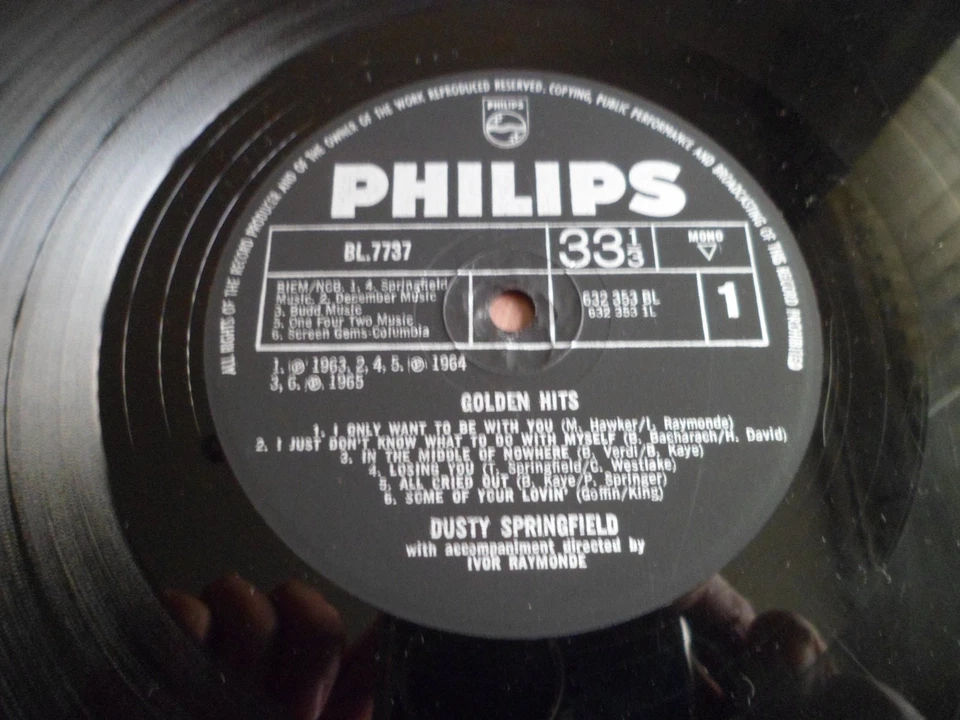 ALL RIGHTS OF THE RECORD PRODUCER AND OF THE OWNER OF THE WORK REPRODUCED RESERVED. COPYING, PUBLIC PERFORMANCE AND BROADCASTING OF THIS RECORD PROHIBITED
PHILIPS
PHILIPS
BL.7737
33 1/3
MONO
BIEM/NCB, 1. 4. Springfield
Music, 2. December Music
3. Budd Music
5. One Four Two Music
6. Screen Gems-Columbia
632 353 BL
632 353 1L
1
1. ℗ 1963, 2, 4, 5. ℗ 1964
3, 6. ℗ 1965
GOLDEN HITS
1. I ONLY WANT TO BE WITH YOU (M. Hawker/I. Raymonde)
2. I JUST DON'T KNOW WHAT TO DO WITH MYSELF (B. Bacharach/H. David)
3. IN THE MIDDLE OF NOWHERE (B. Verdi/B. Kaye)
4. LOSING YOU (T. Springfield/C. Westlake)
5. ALL CRIED OUT (B. Kaye/P. Springer)
6. SOME OF YOUR LOVIN' (Goffin/King)
DUSTY SPRINGFIELD
with accompaniment directed by
IVOR RAYMONDE